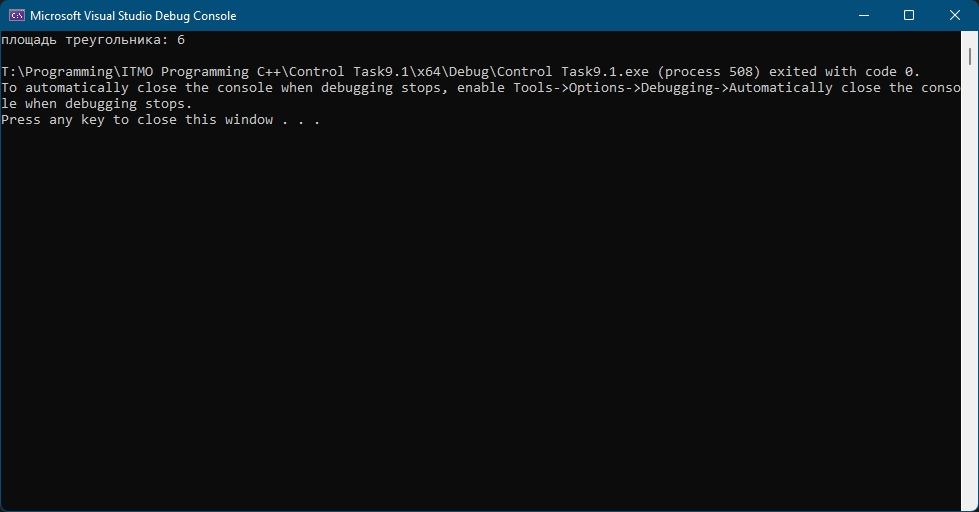 Microsoft Visual Studio Debug Console
площадь треугольника: 6
T:\Programming\ITMO Programming C++\Control Task9.1\x64\Debug\Control Task9.1.exe (process 508) exited with code 0.
To automatically close the console when debugging stops, enable Tools->Options->Debugging->Automatically close the conso
le when debugging stops.
Press any key to close this window . . .